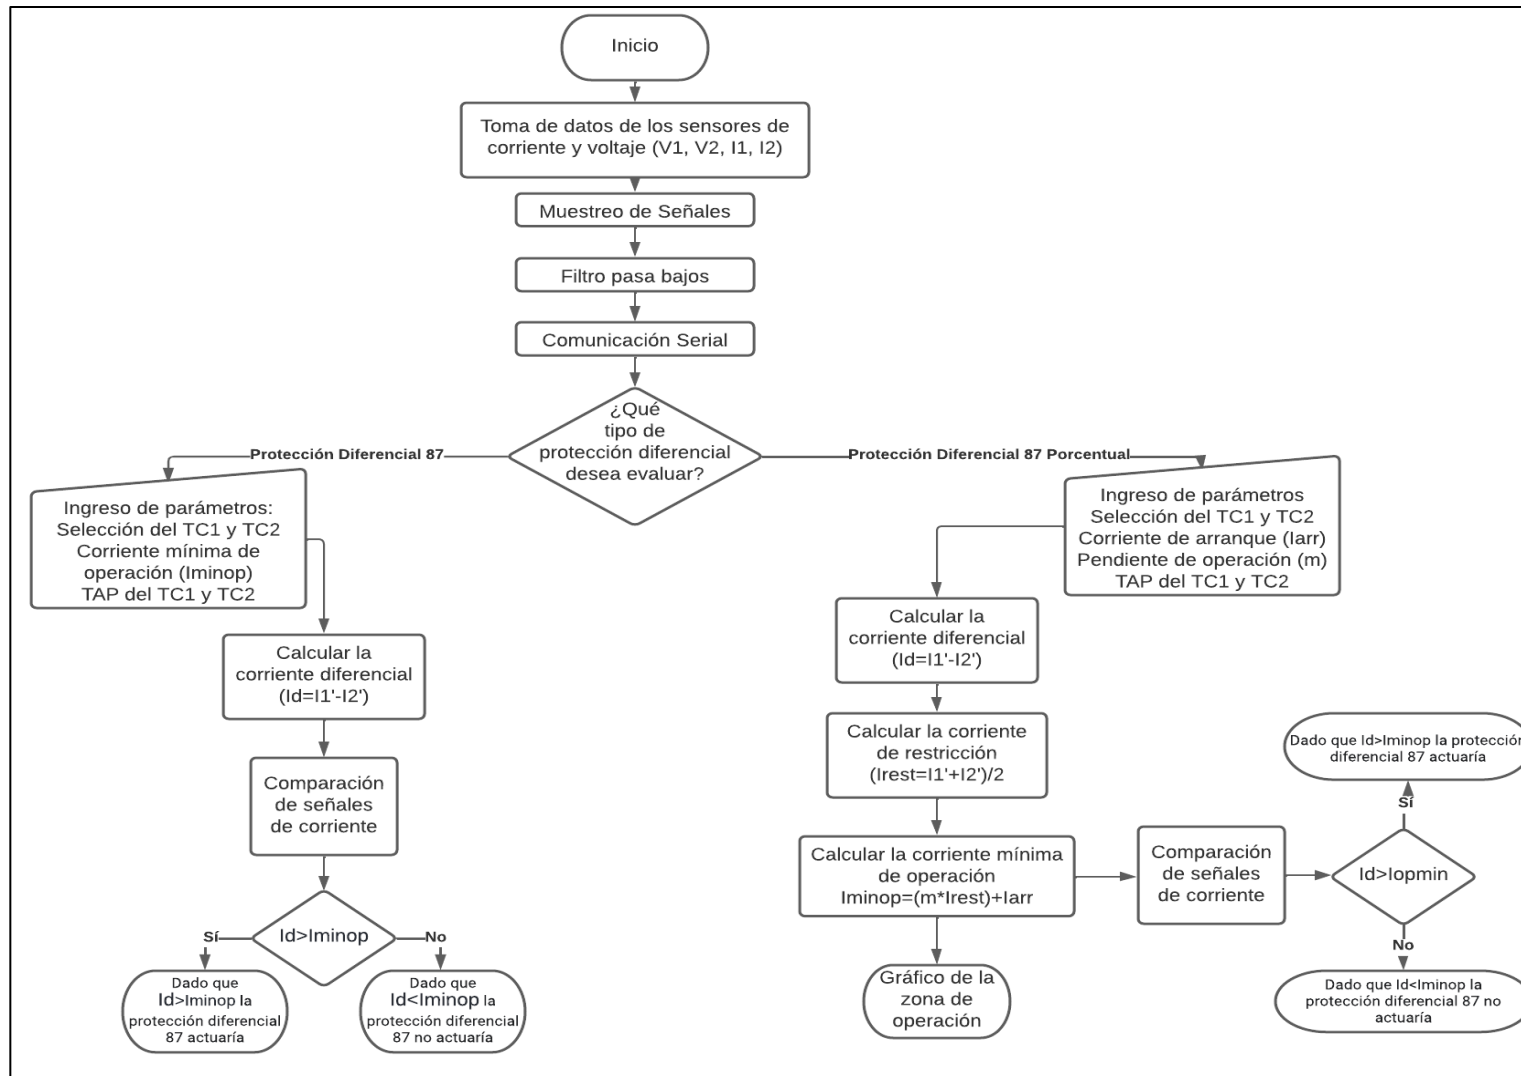 Inicio
Toma de datos de los sensores de
corriente y voltaje (V1, V2, I1, I2)
Muestreo de Señales
Filtro pasa bajos
Comunicación Serial
¿Qué
tipo de
protección diferencial
desea evaluar?
Protección Diferencial 87
Ingreso de parámetros:
Selección del TC1 y TC2
Corriente mínima de
operación (Iminop)
TAP del TC1 y TC2
Calcular la
corriente diferencial
(Id=I1'-I2')
Comparación
de señales
de corriente
Id>Iminop
Sí
Dado que
Id>Iminop la
protección diferencial
87 actuaría
No
Dado que
Id<Iminop la
protección diferencial
87 no actuaría
Protección Diferencial 87 Porcentual
Ingreso de parámetros
Selección del TC1 y TC2
Corriente de arranque (Iarr)
Pendiente de operación (m)
TAP del TC1 y TC2
Calcular la
corriente diferencial
(Id=I1'-I2')
Calcular la corriente
de restricción
(Irest=I1'+I2')/2
Calcular la corriente mínima
de operación
Iminop=(m*Irest)+Iarr
Gráfico de la
zona de
operación
Comparación
de señales
de corriente
Id>Iopmin
Sí
Dado que Id>Iminop la protección
diferencial 87 actuaría
No
Dado que Id<Iminop la
protección diferencial 87 no
actuaría